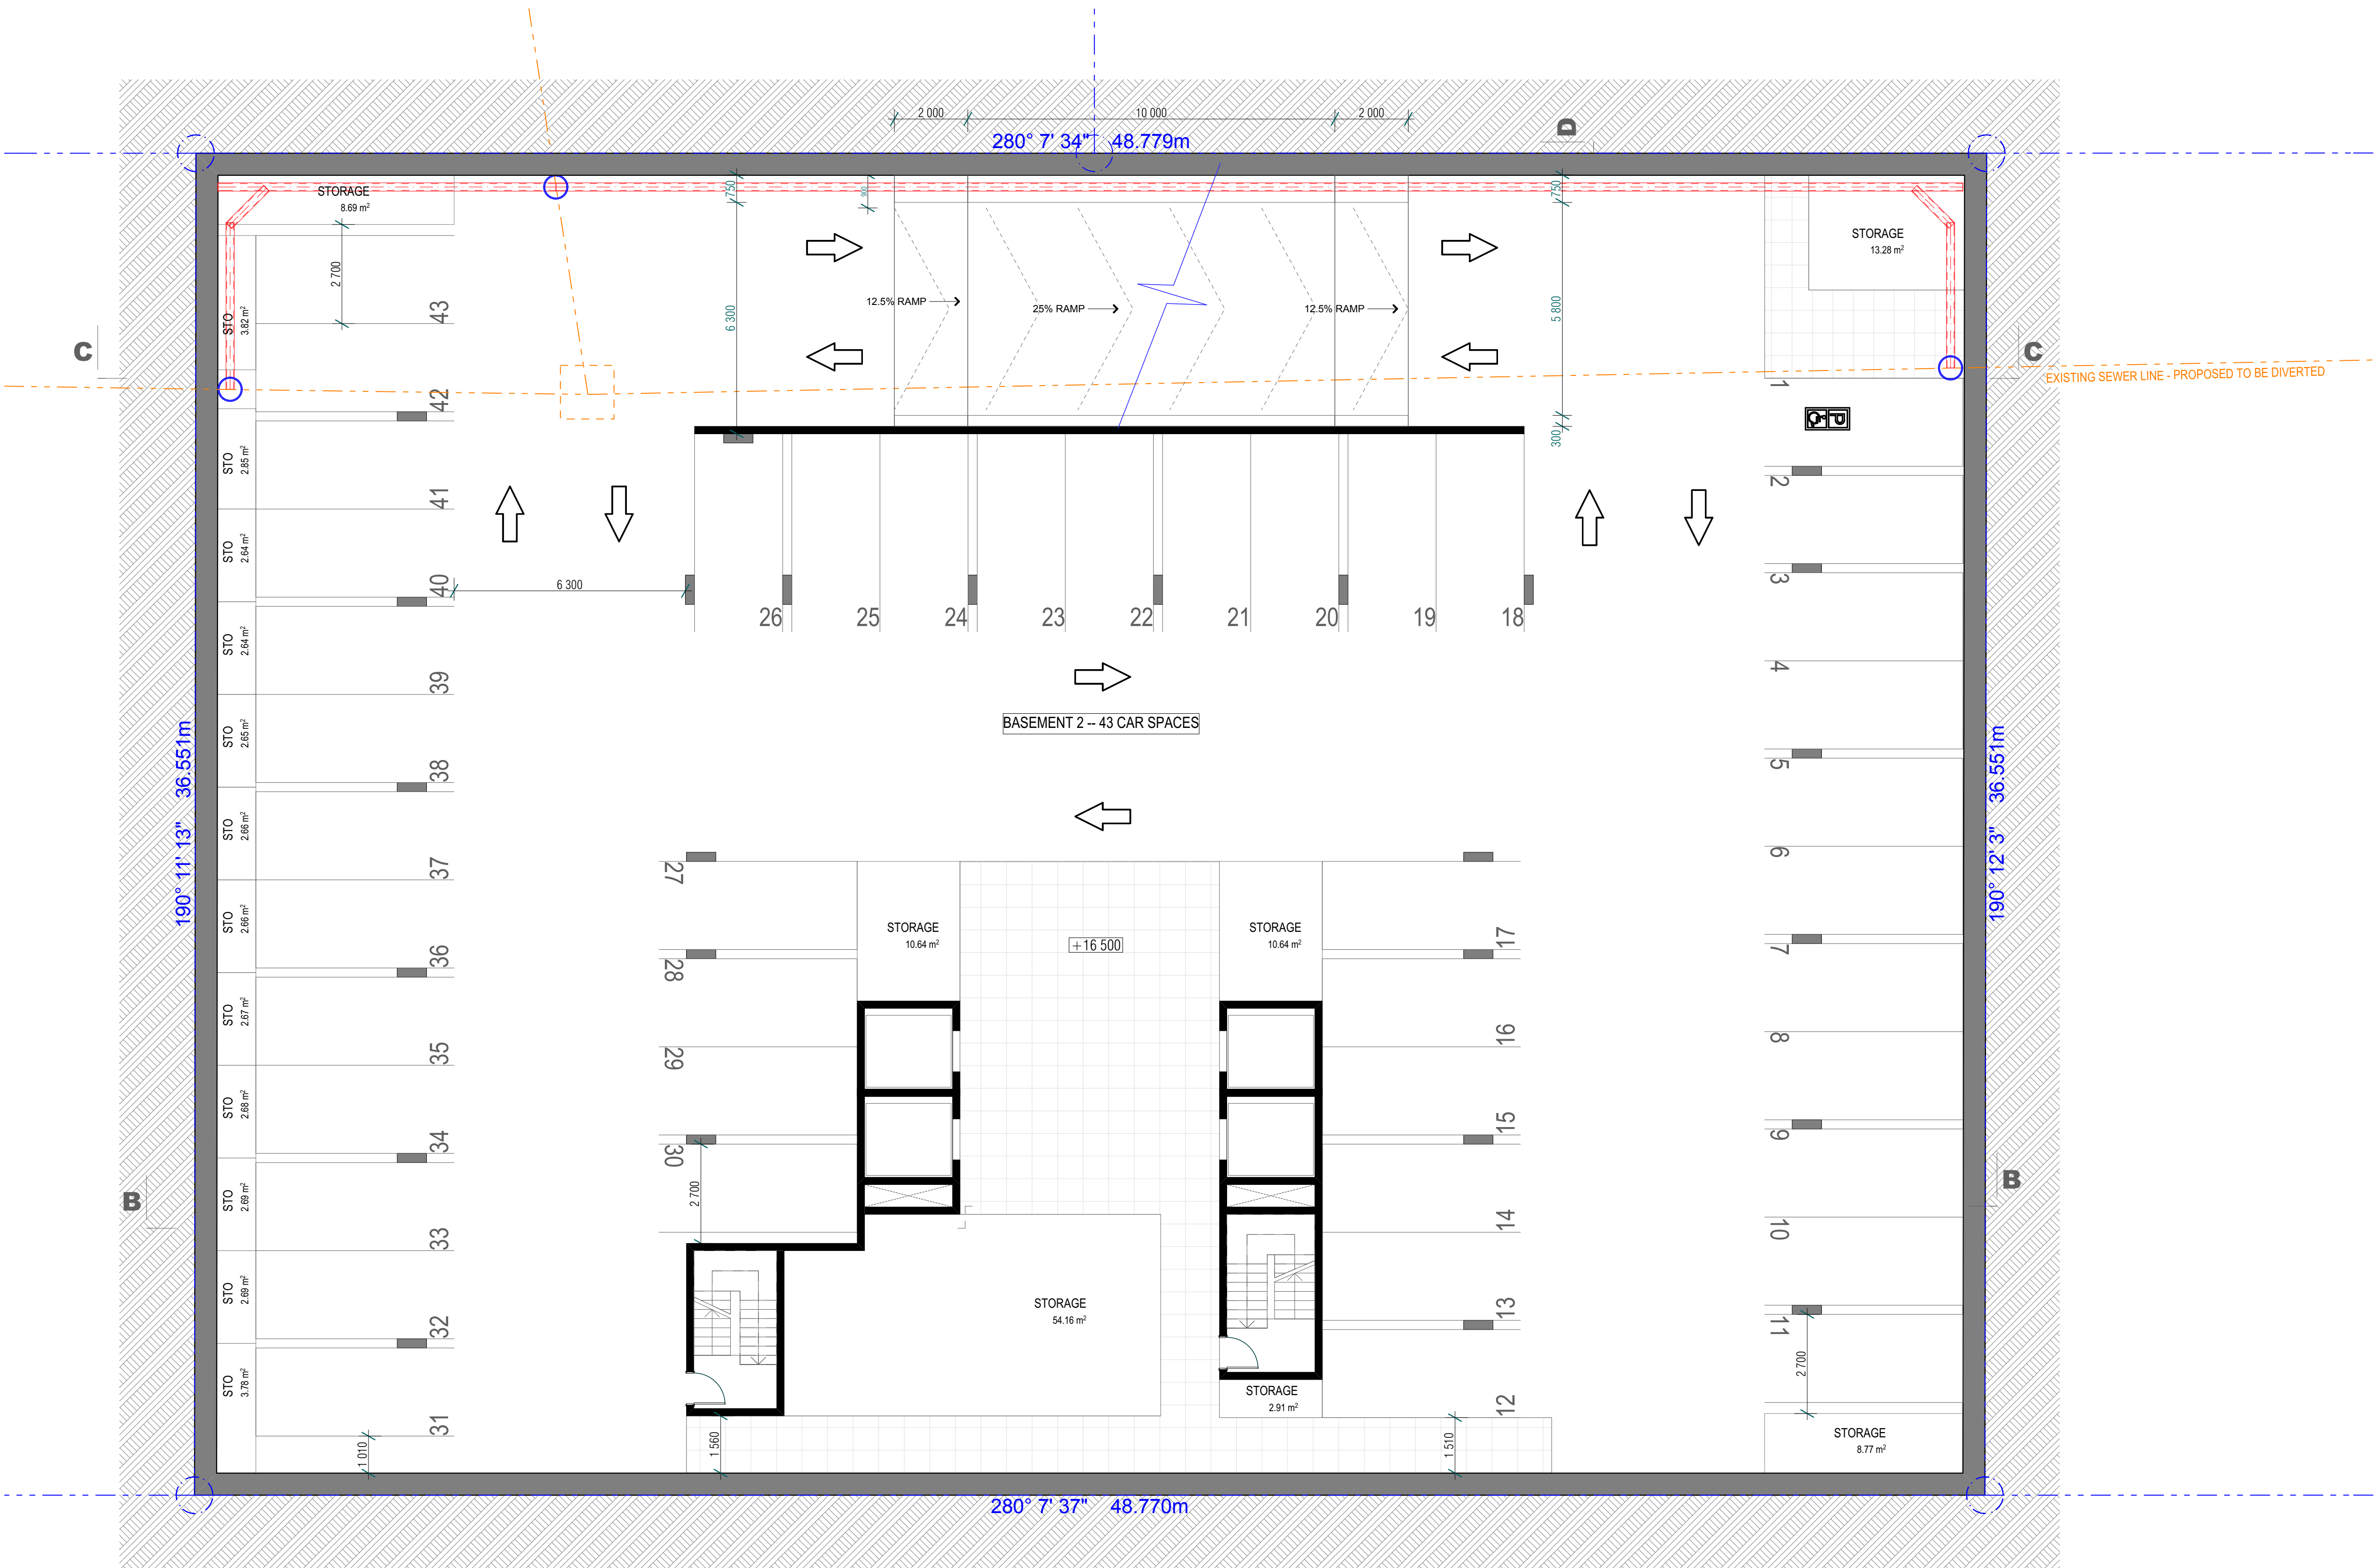 2 000
10 000
2 000
280° 7' 34" 48.779m
D
STORAGE
8.69 m²
750
900
750
STORAGE
13.28 m²
2 700
43
STO
3.82 m²
6 300
12.5% RAMP
25% RAMP
12.5% RAMP
5 800
C
C
EXISTING SEWER LINE - PROPOSED TO BE DIVERTED
42
1
P
300
STO
2.85 m²
41
2
STO
2.64 m²
40
6 300
3
26
25
24
23
22
21
20
19
18
STO
2.64 m²
39
4
BASEMENT 2 -- 43 CAR SPACES
STO
2.65 m²
38
5
190° 11' 13" 36.551m
190° 12' 3" 36.551m
STO
2.66 m²
37
27
6
STO
2.66 m²
36
28
STORAGE
10.64 m²
+16 500
STORAGE
10.64 m²
17
7
STO
2.67 m²
35
29
16
8
STO
2.68 m²
34
30
15
9
B
STO
2.69 m²
2 700
B
33
14
10
STO
2.69 m²
32
STORAGE
54.16 m²
13
11
2 700
STO
3.78 m²
31
STORAGE
2.91 m²
12
1 010
1 560
1 510
STORAGE
8.77 m²
280° 7' 37" 48.770m